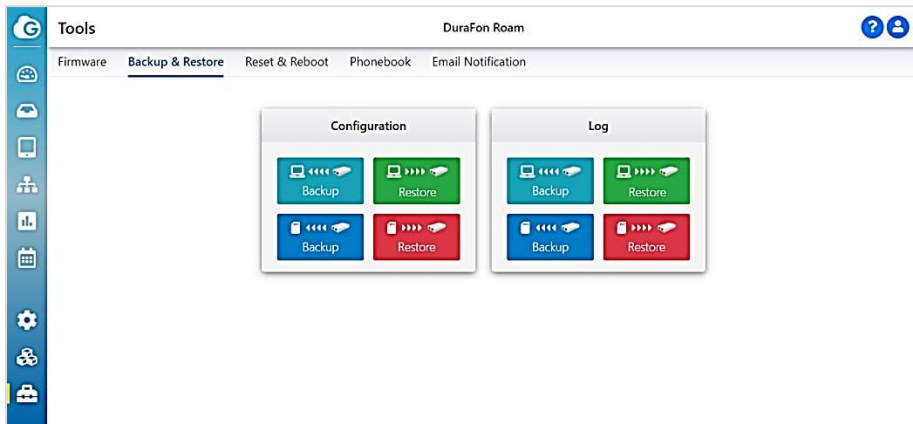 G
Tools
DuraFon Roam
?
Firmware Backup & Restore Reset & Reboot Phonebook Email Notification
Configuration
Backup Restore
Backup Restore
Log
Backup Restore
Backup Restore